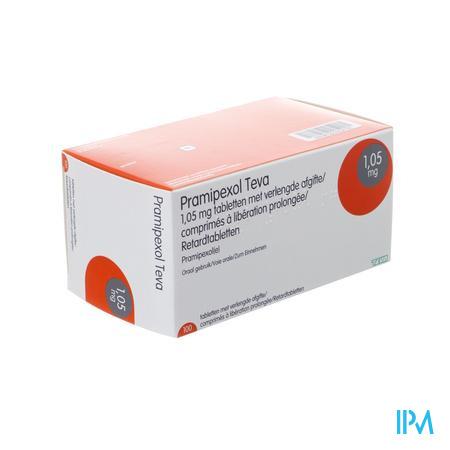 Pramipexol Teva
1,05 mg tabletten met verlengde afgifte/
comprimés à libération prolongée/
Retardtabletten
Pramipexol(e)
Oraal gebruik/Voie orale/Zum Einnehmen
1,05
mg
tabletten met verlengde afgifte/
comprimés à libération prolongée/Retardtabletten
100
Pramipexol Teva
1,05
mg
IPM